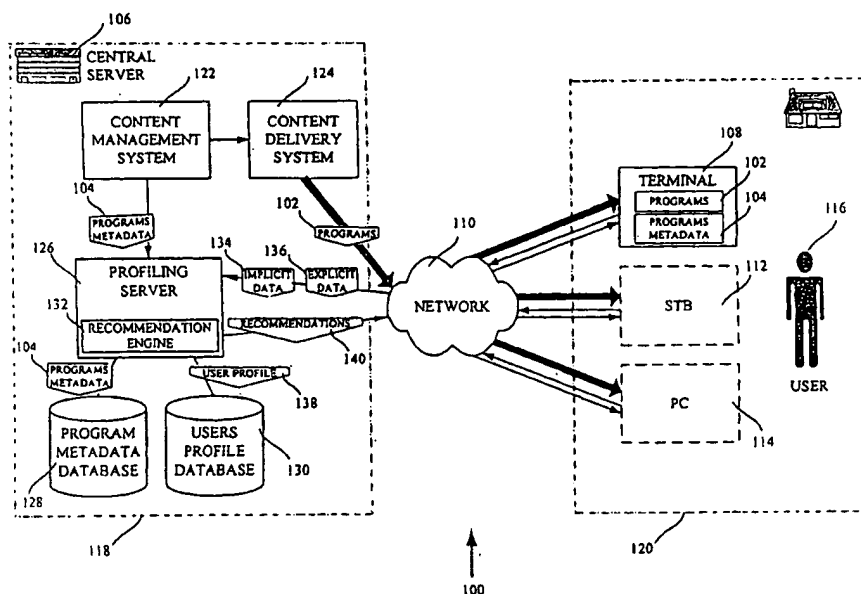 106
CENTRAL
SERVER
122
124
CONTENT
MANAGEMENT
SYSTEM
CONTENT
DELIVERY
SYSTEM
104
PROGRAMS
METADATA
102
PROGRAMS
126
134
136
PROFILING
SERVER
IMPLICIT
DATA
EXPLICIT
DATA
132
RECOMMENDATION
ENGINE
RECOMMENDATIONS
140
104
PROGRAMS
METADATA
USER PROFILE
138
PROGRAM
METADATA
DATABASE
128
USERS
PROFILE
DATABASE
130
118
110
NETWORK
108
102
TERMINAL
PROGRAMS
104
PROGRAMS
METADATA
116
112
STB
USER
PC
114
120
100